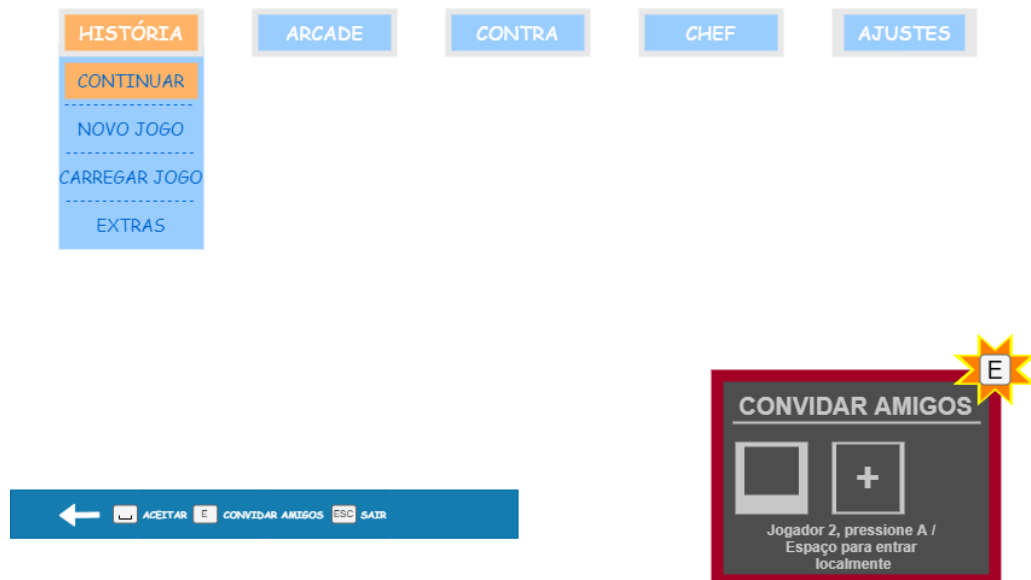 HISTÓRIA ARCADE CONTRA CHEF AJUSTES
CONTINUAR
NOVO JOGO
CARREGAR JOGO
EXTRAS
E
CONVIDAR AMIGOS
+
Jogador 2, pressione A /
Espaço para entrar
localmente
ACEITAR E CONVIDAR AMIGOS ESC SAIR